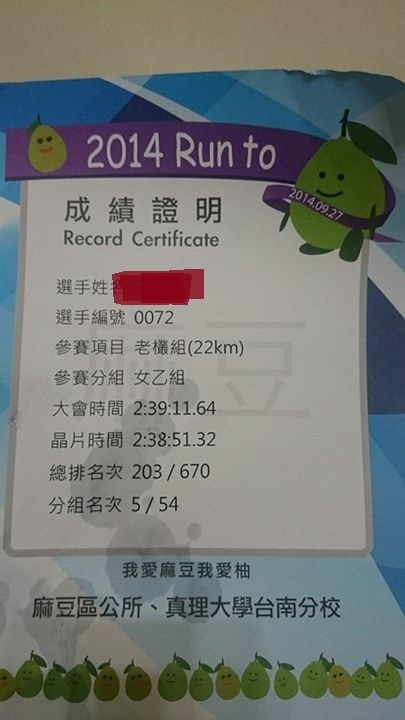 2014 Run to
2014.09.27
成績證明
Record Certificate
選手姓名
選手編號 0072
參賽項目 老欉組(22km)
參賽分組 女乙組
大會時間 2:39:11.64
晶片時間 2:38:51.32
總排名次 203 / 670
分組名次 5 / 54
麻豆
我愛麻豆我愛柚
麻豆區公所、真理大學台南分校